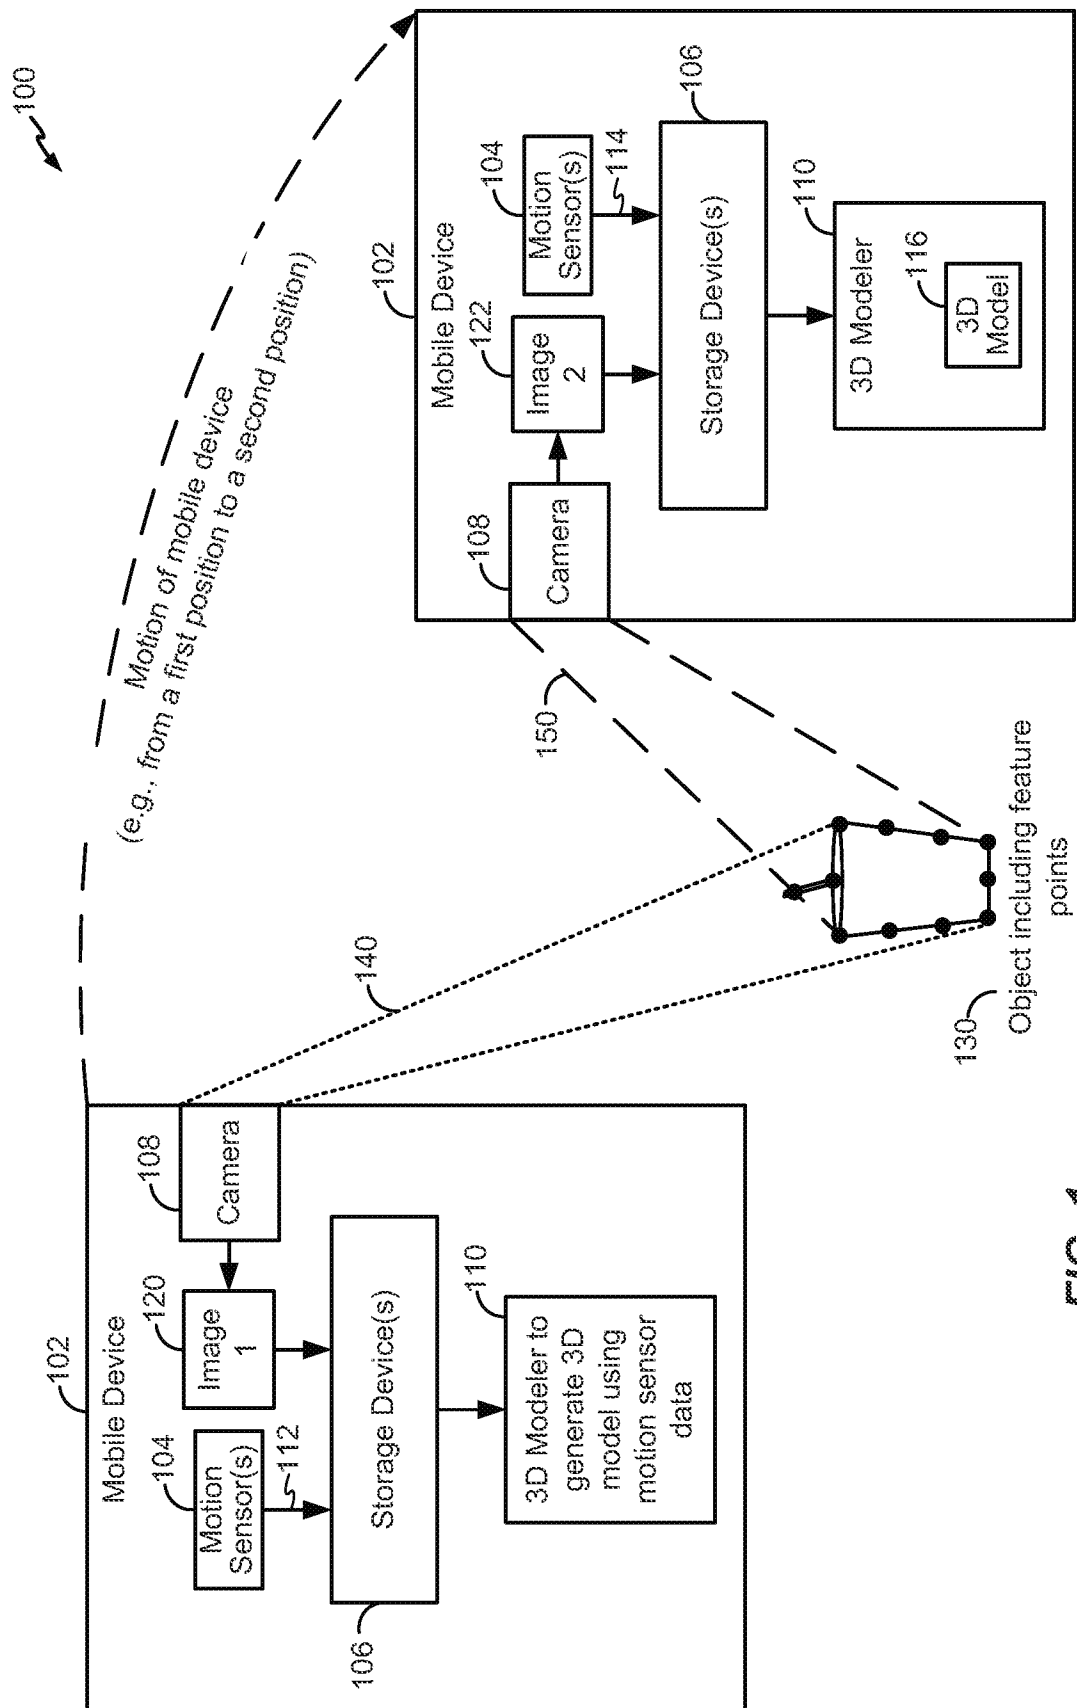 100
Motion of mobile device
(e.g., from a first position to a second position)
102
Mobile Device
104
Motion
Sensor(s)
112
120
Image
1
108
Camera
106
Storage Device(s)
110
3D Modeler to
generate 3D
model using
motion sensor
data
140
150
130
Object including feature
points
102
Mobile Device
108
Camera
122
Image
2
104
Motion
Sensor(s)
114
106
Storage Device(s)
110
3D Modeler
116
3D
Model
FIG. 1